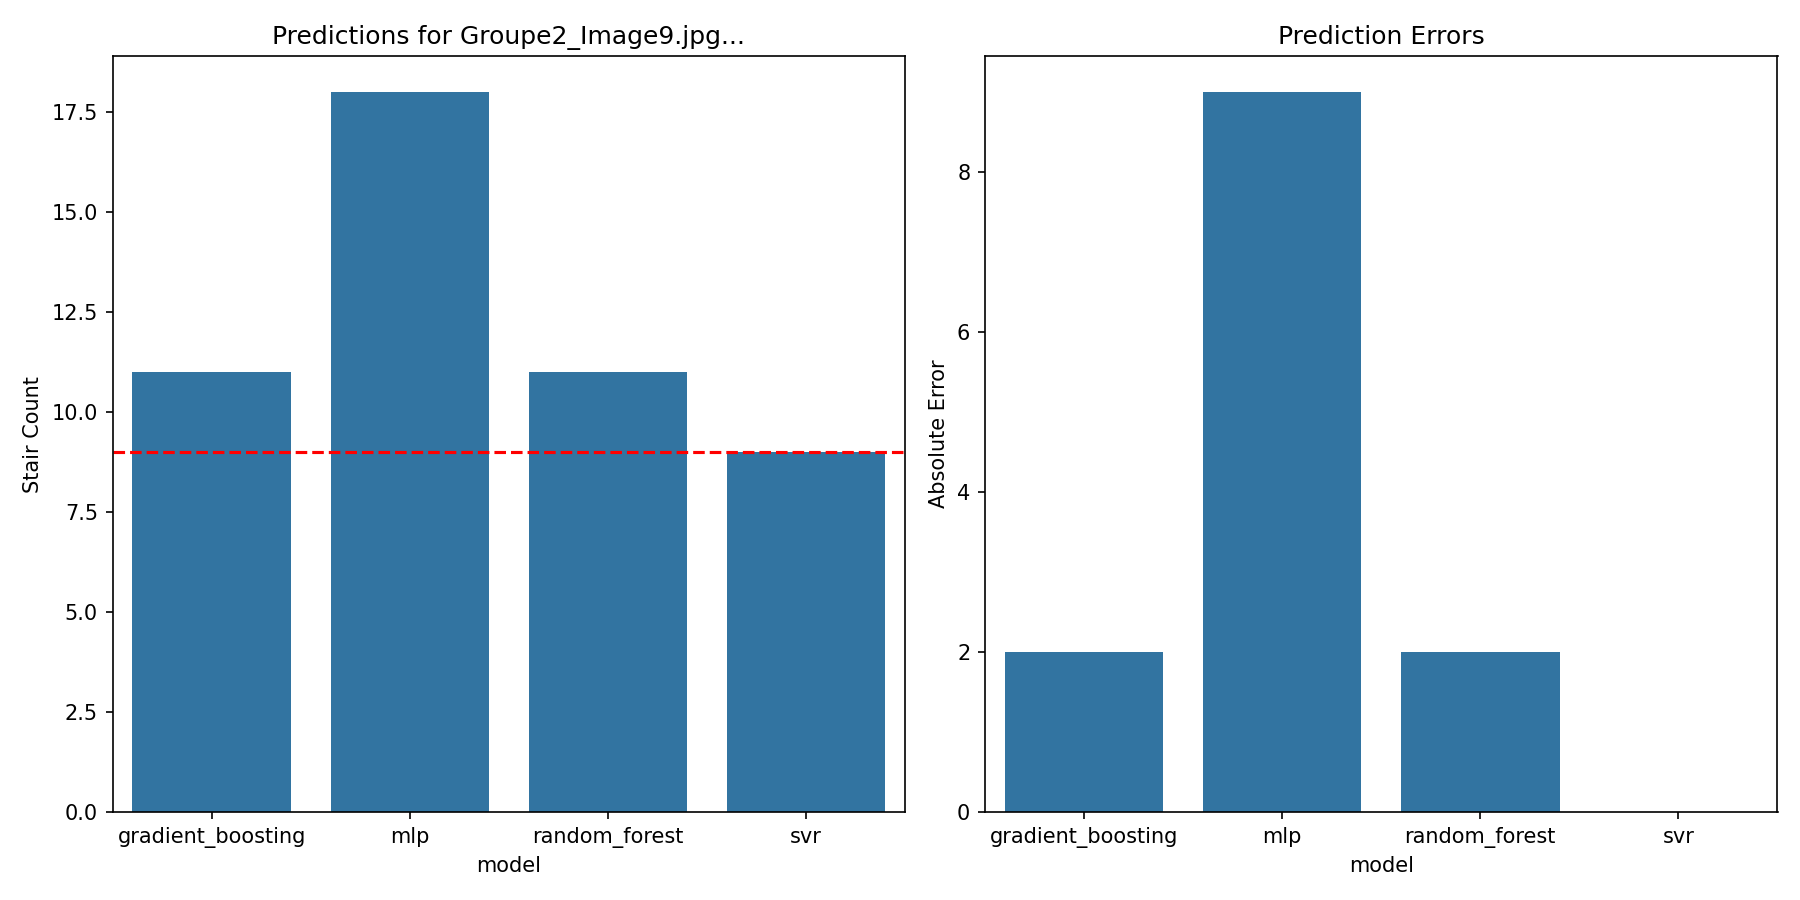 Predictions for Groupe2_Image9.jpg...
Stair Count
17.5
15.0
12.5
10.0
7.5
5.0
2.5
0.0
gradient_boosting mlp random_forest svr
model
Prediction Errors
Absolute Error
8
6
4
2
0
gradient_boosting mlp random_forest svr
model